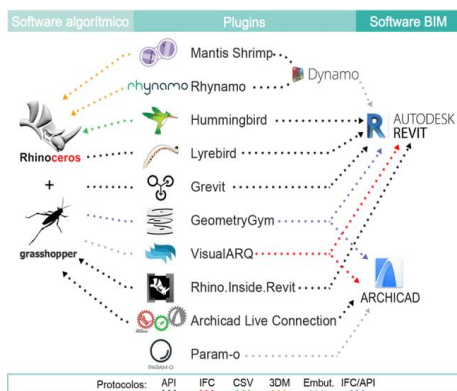 Software algorítmico Plugins Software BIM
Mantis Shrimp
Dynamo
rhynamo Rhynamo
Hummingbird
AUTODESK
R REVIT
Rhinoceros
Lyrebird
+
Grevit
GeometryGym
grasshopper
VisualARQ
Rhino.Inside.Revit
ARCHICAD
Archicad Live Connection
Param-o
PARAM-O
Protocolos: API IFC CSV 3DM Embut. IFC/API